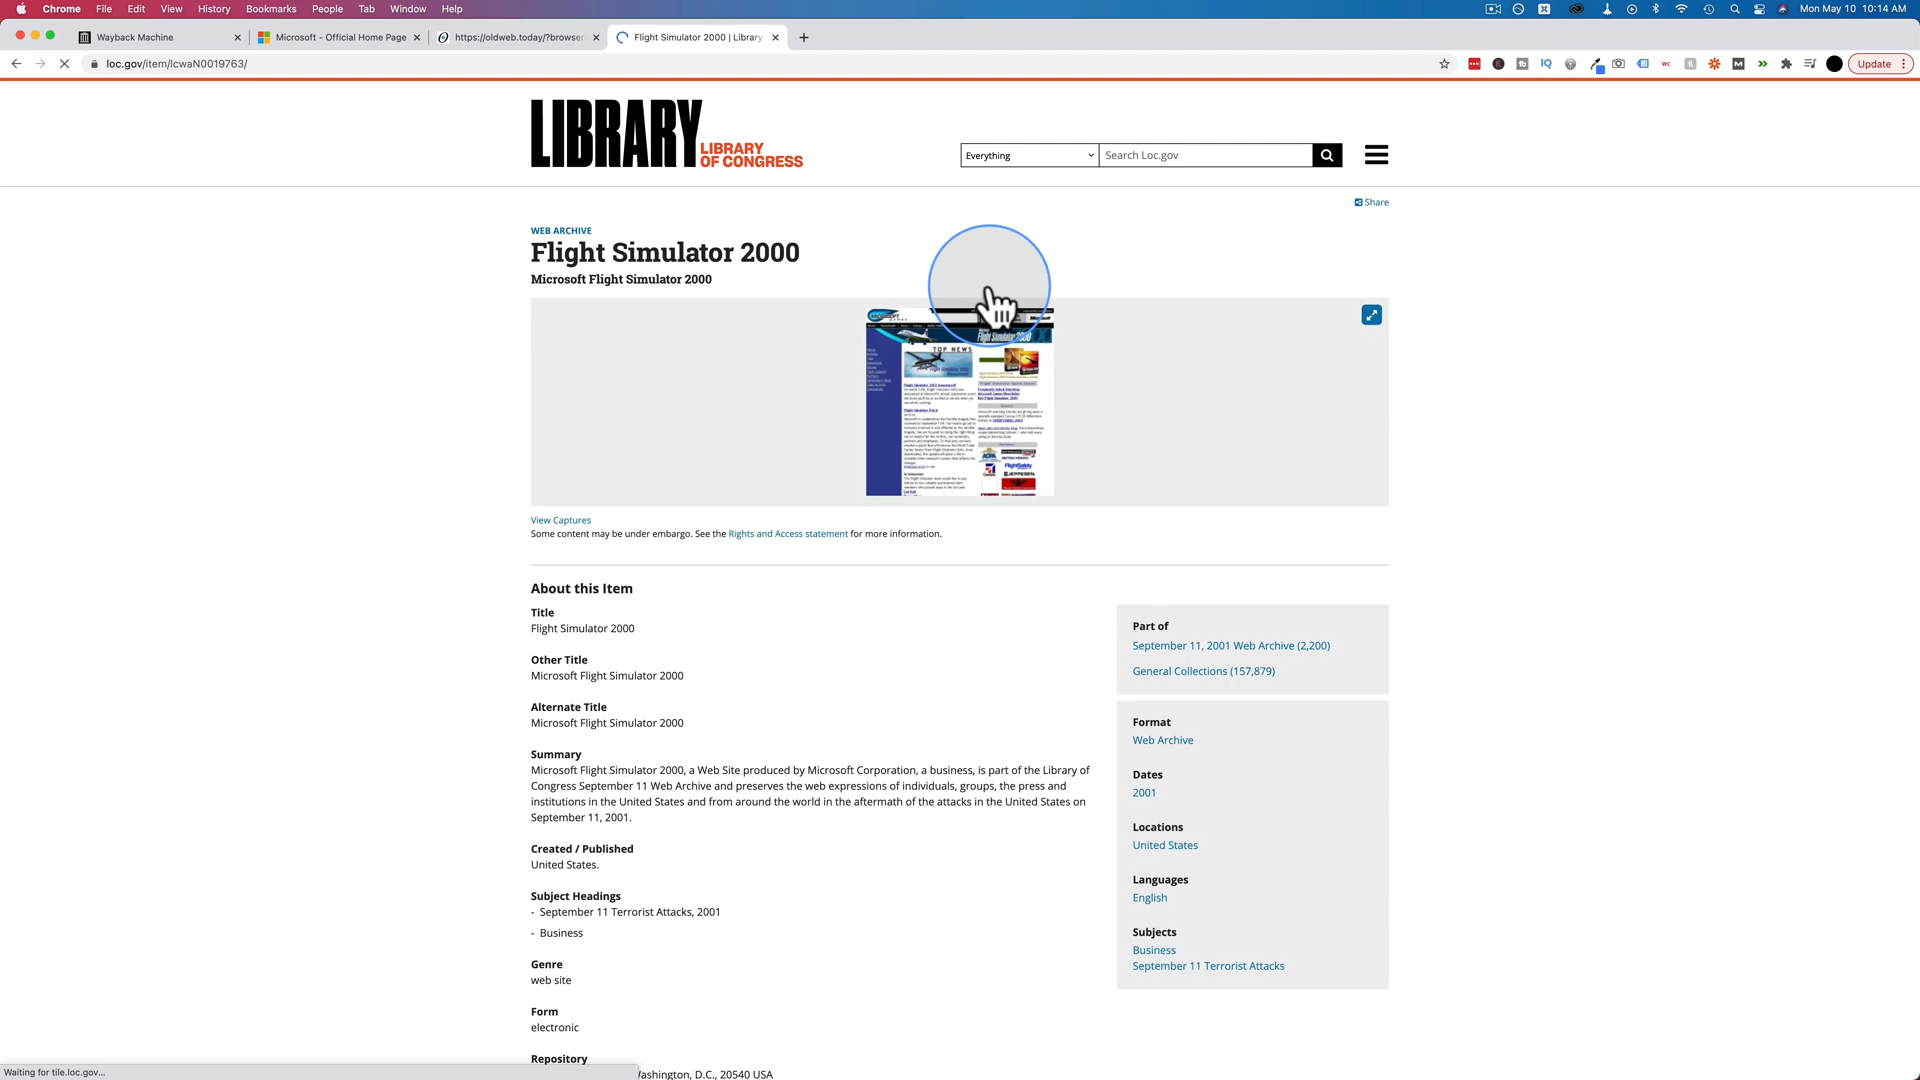 Chrome File Edit View History Bookmarks People Tab Window Help
Mon May 10 10:14 AM
Wayback Machine
Microsoft - Official Home Page
https://oldweb.today/?browser
Flight Simulator 2000 | Library
loc.gov/item/lcwaN0019763/
Update
LIBRARY
LIBRARY
OF CONGRESS
Everything
Search Loc.gov
Share
WEB ARCHIVE
Flight Simulator 2000
Microsoft Flight Simulator 2000
TOP NEWS
View Captures
Some content may be under embargo. See the Rights and Access statement for more information.
About this Item
Title
Flight Simulator 2000
Other Title
Microsoft Flight Simulator 2000
Alternate Title
Microsoft Flight Simulator 2000
Summary
Microsoft Flight Simulator 2000, a Web Site produced by Microsoft Corporation, a business, is part of the Library of
Congress September 11 Web Archive and preserves the web expressions of individuals, groups, the press and
institutions in the United States and from around the world in the aftermath of the attacks in the United States on
September 11, 2001.
Created / Published
United States.
Subject Headings
- September 11 Terrorist Attacks, 2001
- Business
Genre
web site
Form
electronic
Repository
ashington, D.C., 20540 USA
Part of
September 11, 2001 Web Archive (2,200)
General Collections (157,879)
Format
Web Archive
Dates
2001
Locations
United States
Languages
English
Subjects
Business
September 11 Terrorist Attacks
Waiting for tile.loc.gov...